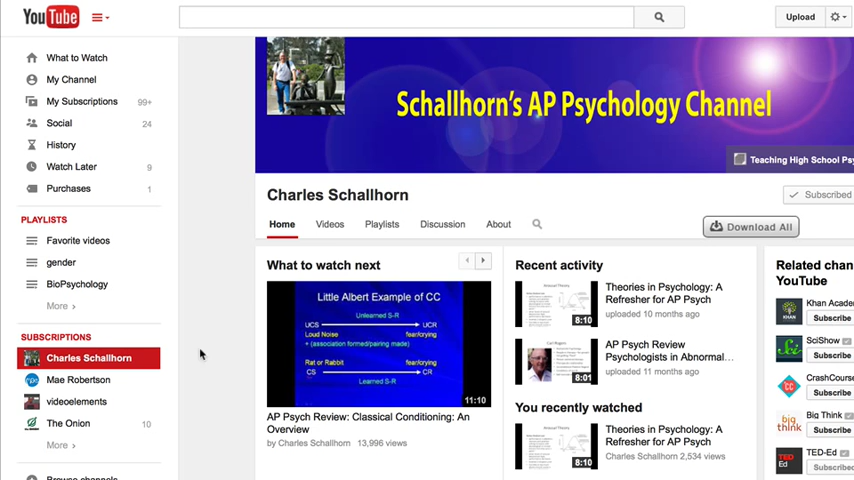 YouTube
Upload
What to Watch
My Channel
My Subscriptions 99+
Social 24
History
Watch Later 9
Purchases 1
PLAYLISTS
Favorite videos
gender
BioPsychology
More >
SUBSCRIPTIONS
Charles Schallhorn
Mae Robertson
videoelements
The Onion 10
More >
Browse channels
Schallhorn's AP Psychology Channel
Teaching High School Psy
Charles Schallhorn
Subscribed
Home Videos Playlists Discussion About
Download All
What to watch next
Little Albert Example of CC
Unlearned S-R
UCS UCR
Loud Noise fear/crying
+ (association formed/pairing made)
Rat or Rabbit fear/crying
CS CR
Learned S-R
11:10
AP Psych Review: Classical Conditioning: An
Overview
by Charles Schallhorn 13,996 views
Recent activity
8:10
Theories in Psychology: A
Refresher for AP Psych
uploaded 10 months ago
8:01
AP Psych Review
Psychologists in Abnormal...
uploaded 11 months ago
You recently watched
8:10
Theories in Psychology: A
Refresher for AP Psych
Charles Schallhorn 2,534 views
Related chan
YouTube
KHAN
Khan Acade
Subscribe
SciShow
Subscribe
CrashCourse
Subscribe
big
think
Big Think
Subscribe
TED-Ed
Subscribed